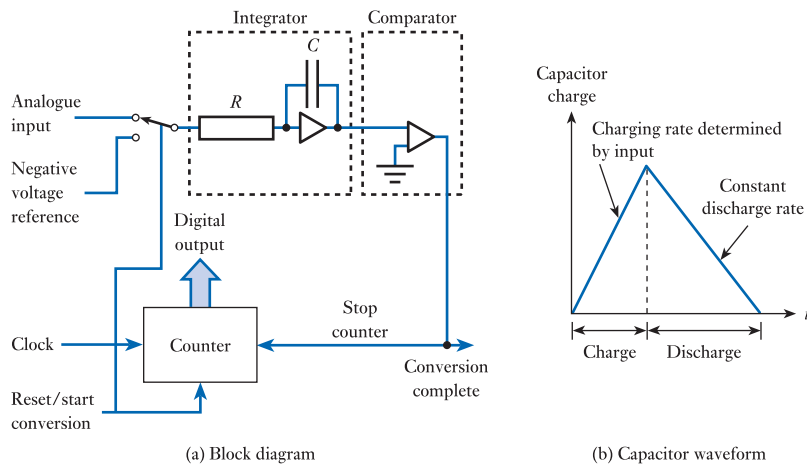 Integrator
Comparator
C
R
Analogue
input
Negative
voltage
reference
Digital
output
Stop
counter
Clock
Counter
Conversion
complete
Reset/start
conversion
(a) Block diagram
Capacitor
charge
Charging rate determined
by input
Constant
discharge rate
Charge
Discharge
(b) Capacitor waveform